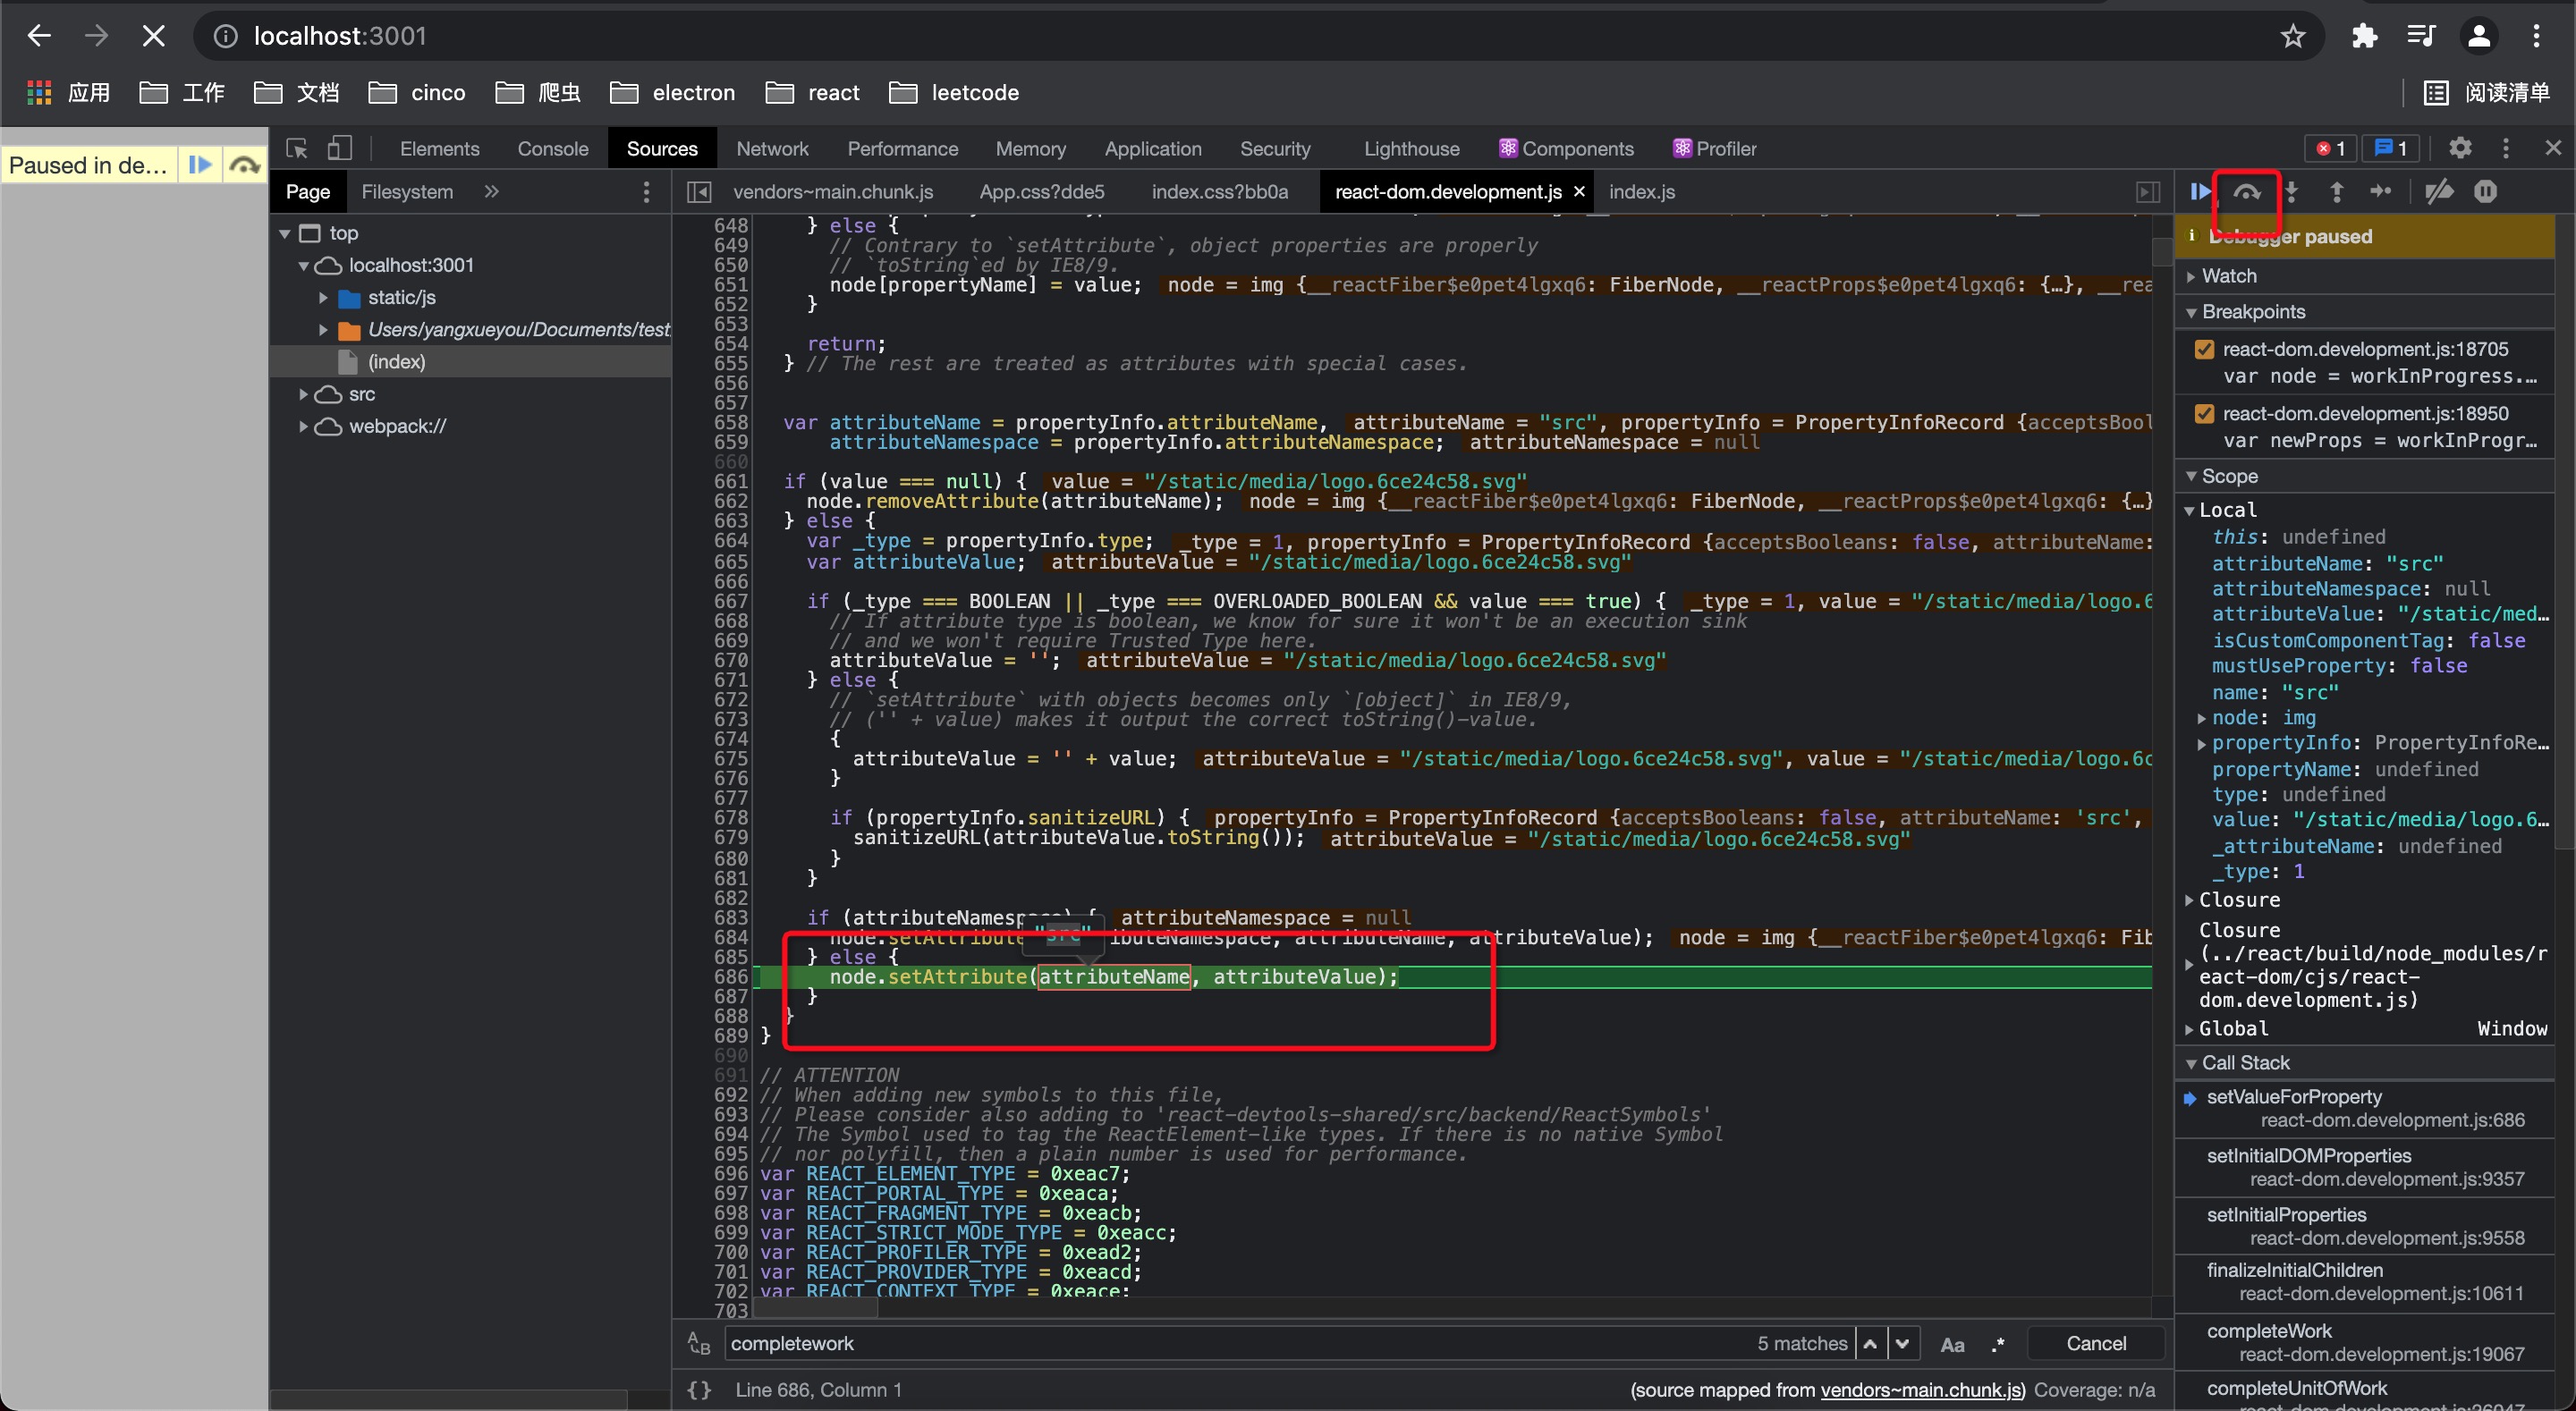 localhost:3001
应用 工作 文档 cinco 爬虫 electron react leetcode 阅读清单
Paused in de…
Elements Console Sources Network Performance Memory Application Security Lighthouse Components Profiler 1 1
Page Filesystem
vendors~main.chunk.js App.css?dde5 index.css?bb0a react-dom.development.js index.js
top
localhost:3001
static/js
Users/yangxueyou/Documents/test
(index)
src
webpack://
648 } else {
649 // Contrary to `setAttribute`, object properties are properly
650 // `toString`ed by IE8/9.
651 node[propertyName] = value; node = img {__reactFiber$e0pet4lgxq6: FiberNode, __reactProps$e0pet4lgxq6: {…}, __rea
652 }
653
654 return;
655 } // The rest are treated as attributes with special cases.
656
657
658 var attributeName = propertyInfo.attributeName, attributeName = "src", propertyInfo = PropertyInfoRecord {acceptsBool
659 attributeNamespace = propertyInfo.attributeNamespace; attributeNamespace = null
660
661 if (value === null) { value = "/static/media/logo.6ce24c58.svg"
662 node.removeAttribute(attributeName); node = img {__reactFiber$e0pet4lgxq6: FiberNode, __reactProps$e0pet4lgxq6: {…}
663 } else {
664 var _type = propertyInfo.type; _type = 1, propertyInfo = PropertyInfoRecord {acceptsBooleans: false, attributeName:
665 var attributeValue; attributeValue = "/static/media/logo.6ce24c58.svg"
666
667 if (_type === BOOLEAN || _type === OVERLOADED_BOOLEAN && value === true) { _type = 1, value = "/static/media/logo.6
668 // If attribute type is boolean, we know for sure it won't be an execution sink
669 // and we won't require Trusted Type here.
670 attributeValue = ''; attributeValue = "/static/media/logo.6ce24c58.svg"
671 } else {
672 // `setAttribute` with objects becomes only `[object]` in IE8/9,
673 // ('' + value) makes it output the correct toString()-value.
674 {
675 attributeValue = '' + value; attributeValue = "/static/media/logo.6ce24c58.svg", value = "/static/media/logo.6c
676 }
677
678 if (propertyInfo.sanitizeURL) { propertyInfo = PropertyInfoRecord {acceptsBooleans: false, attributeName: 'src',
679 sanitizeURL(attributeValue.toString()); attributeValue = "/static/media/logo.6ce24c58.svg"
680 }
681 }
682
683 if (attributeNamespace) { attributeNamespace = null
"src"
684 node.setAttribute ibuteNamespace, attributeName, attributeValue); node = img {__reactFiber$e0pet4lgxq6: Fib
685 } else {
686 node.setAttribute(attributeName, attributeValue);
687 }
688 }
689 }
690
691 // ATTENTION
692 // When adding new symbols to this file,
693 // Please consider also adding to 'react-devtools-shared/src/backend/ReactSymbols'
694 // The Symbol used to tag the ReactElement-like types. If there is no native Symbol
695 // nor polyfill, then a plain number is used for performance.
696 var REACT_ELEMENT_TYPE = 0xeac7;
697 var REACT_PORTAL_TYPE = 0xeaca;
698 var REACT_FRAGMENT_TYPE = 0xeacb;
699 var REACT_STRICT_MODE_TYPE = 0xeacc;
700 var REACT_PROFILER_TYPE = 0xead2;
701 var REACT_PROVIDER_TYPE = 0xeacd;
702 var REACT_CONTEXT_TYPE = 0xeace;
703
completework 5 matches Aa .* Cancel
{} Line 686, Column 1 (source mapped from vendors~main.chunk.js) Coverage: n/a
Debugger paused
Watch
Breakpoints
react-dom.development.js:18705
var node = workInProgress.…
react-dom.development.js:18950
var newProps = workInProgr…
Scope
Local
this: undefined
attributeName: "src"
attributeNamespace: null
attributeValue: "/static/med…
isCustomComponentTag: false
mustUseProperty: false
name: "src"
node: img
propertyInfo: PropertyInfoRe…
propertyName: undefined
type: undefined
value: "/static/media/logo.6…
_attributeName: undefined
_type: 1
Closure
Closure
(../react/build/node_modules/r
eact-dom/cjs/react-
dom.development.js)
Global Window
Call Stack
setValueForProperty
react-dom.development.js:686
setInitialDOMProperties
react-dom.development.js:9357
setInitialProperties
react-dom.development.js:9558
finalizeInitialChildren
react-dom.development.js:10611
completeWork
react-dom.development.js:19067
completeUnitOfWork